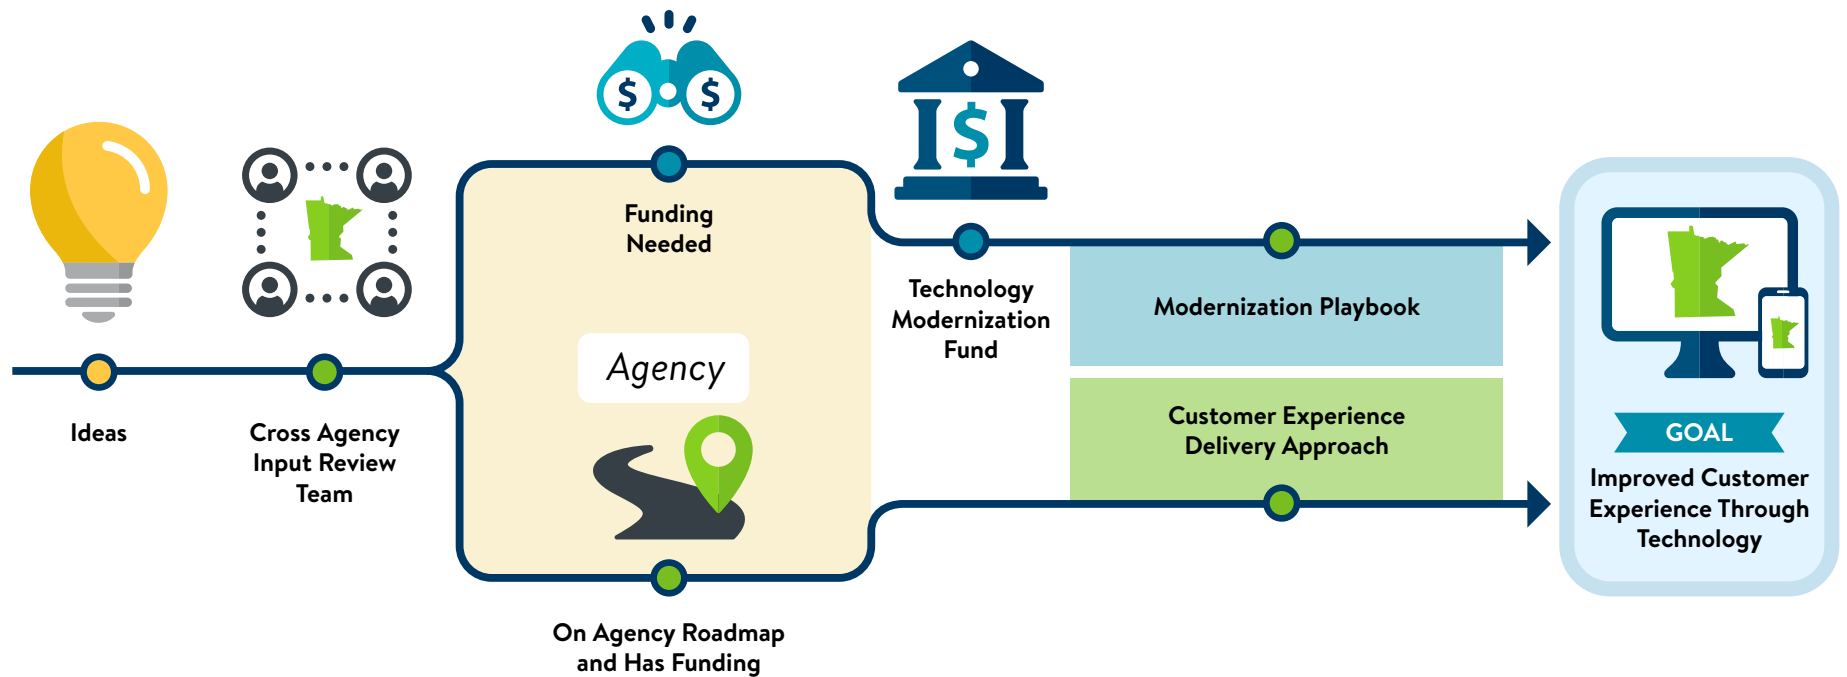 Ideas
Cross Agency
Input Review
Team
$ $
Funding
Needed
Agency
On Agency Roadmap
and Has Funding
$
Technology
Modernization
Fund
Modernization Playbook
Customer Experience
Delivery Approach
GOAL
Improved Customer
Experience Through
Technology